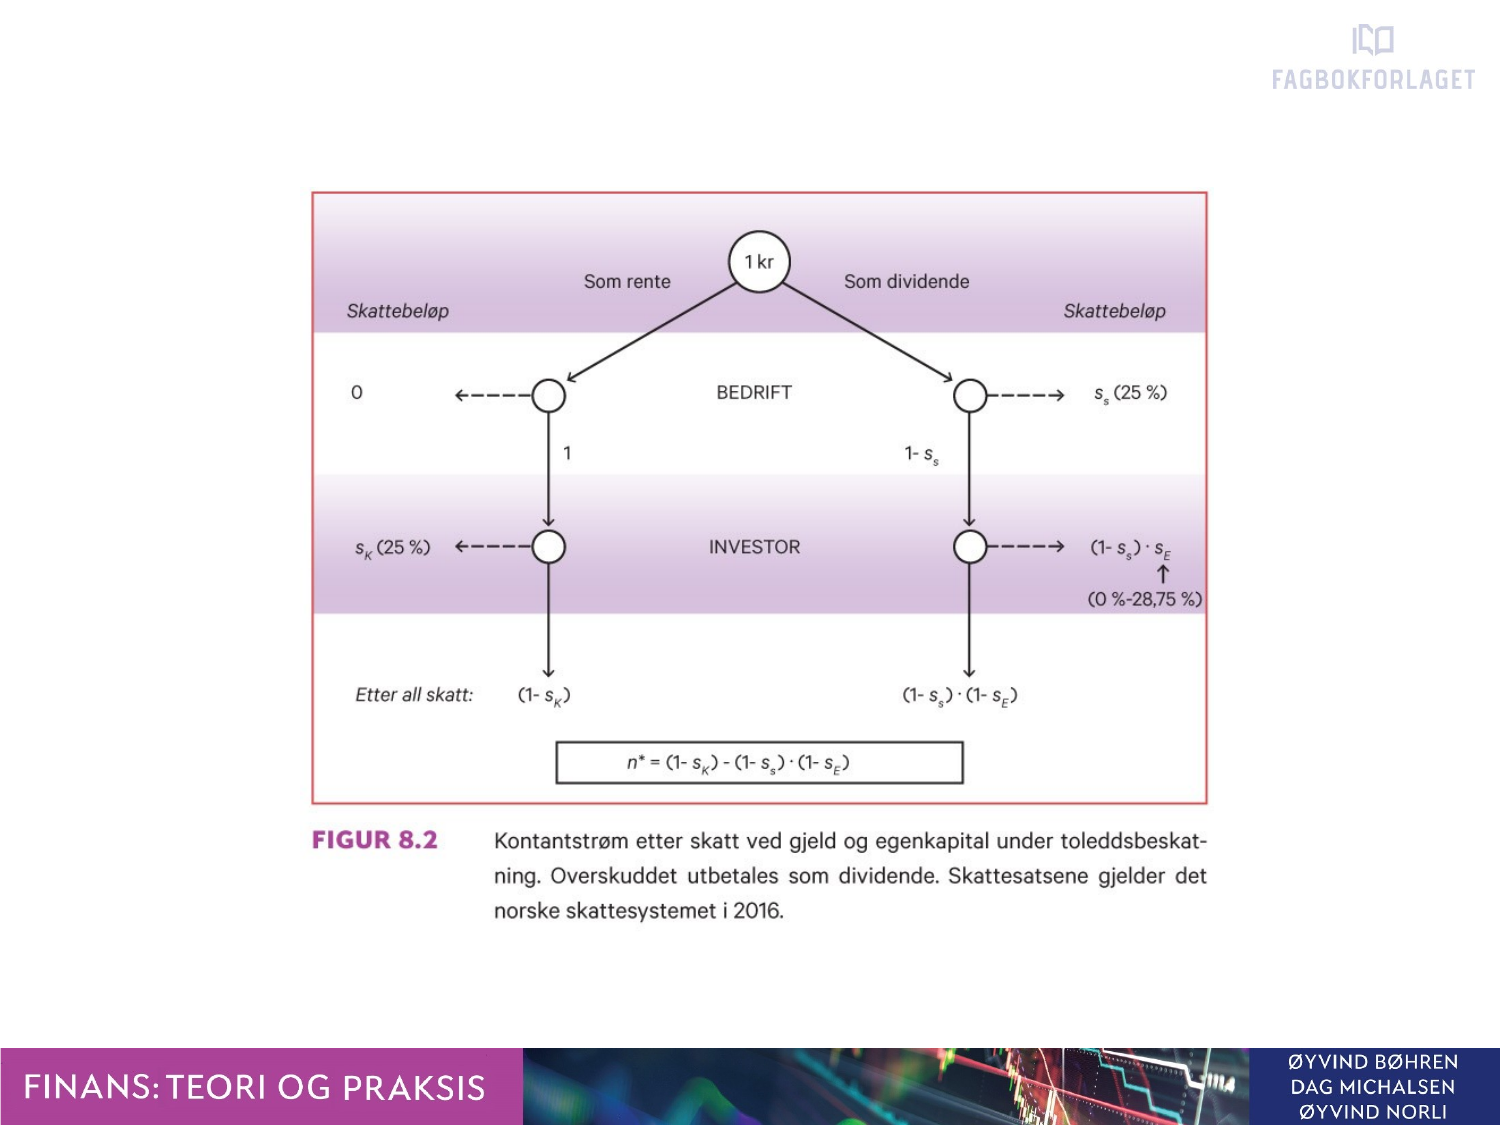 FAGBOKFORLAGET
1 kr
Som rente
Som dividende
Skattebeløp
Skattebeløp
0
BEDRIFT
s_s (25 %)
1
1- s_s
s_K (25 %)
INVESTOR
(1- s_s) · s_E
(0 %-28,75 %)
Etter all skatt:
(1- s_K)
(1- s_s) · (1- s_E)
n* = (1- s_K) - (1- s_s) · (1- s_E)
FIGUR 8.2
Kontantstrøm etter skatt ved gjeld og egenkapital under toleddsbeskat-
ning. Overskuddet utbetales som dividende. Skattesatsene gjelder det
norske skattesystemet i 2016.
FINANS: TEORI OG PRAKSIS
ØYVIND BØHREN
DAG MICHALSEN
ØYVIND NORLI